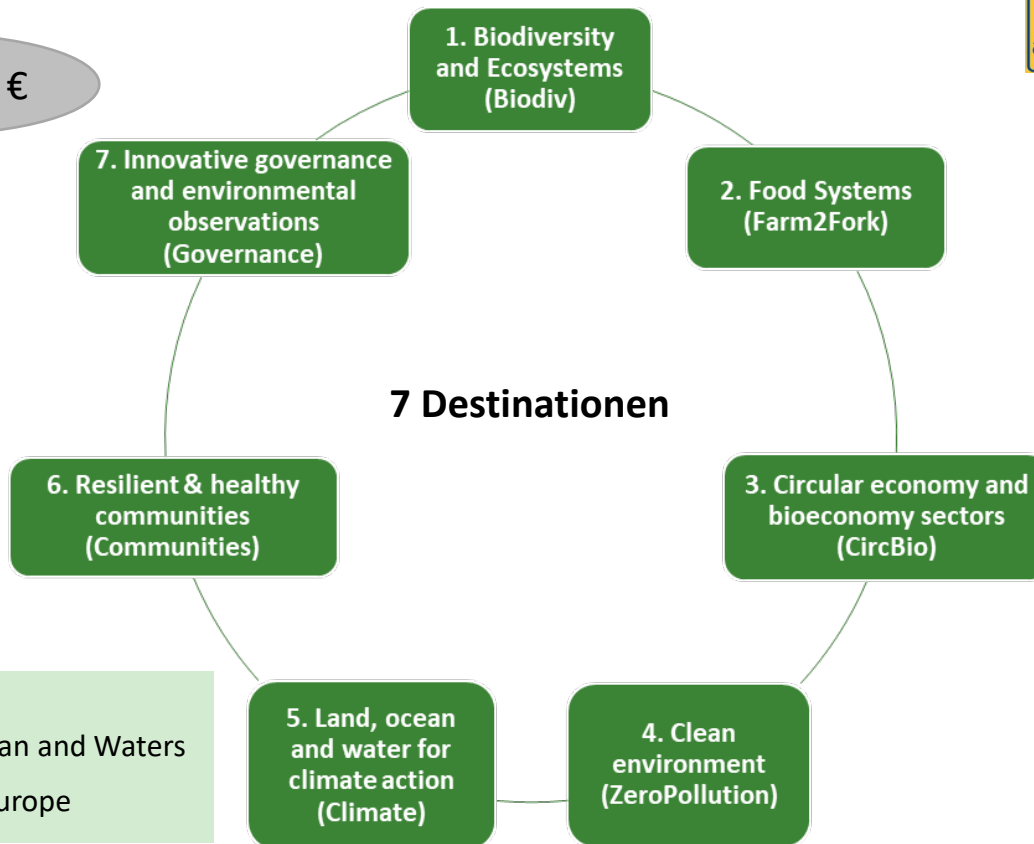 €
1. Biodiversity
and Ecosystems
(Biodiv)
7. Innovative governance
and environmental
observations
(Governance)
2. Food Systems
(Farm2Fork)
7 Destinationen
6. Resilient & healthy
communities
(Communities)
3. Circular economy and
bioeconomy sectors
(CircBio)
5. Land, ocean
and water for
climate action
(Climate)
4. Clean
environment
(ZeroPollution)
and Waters